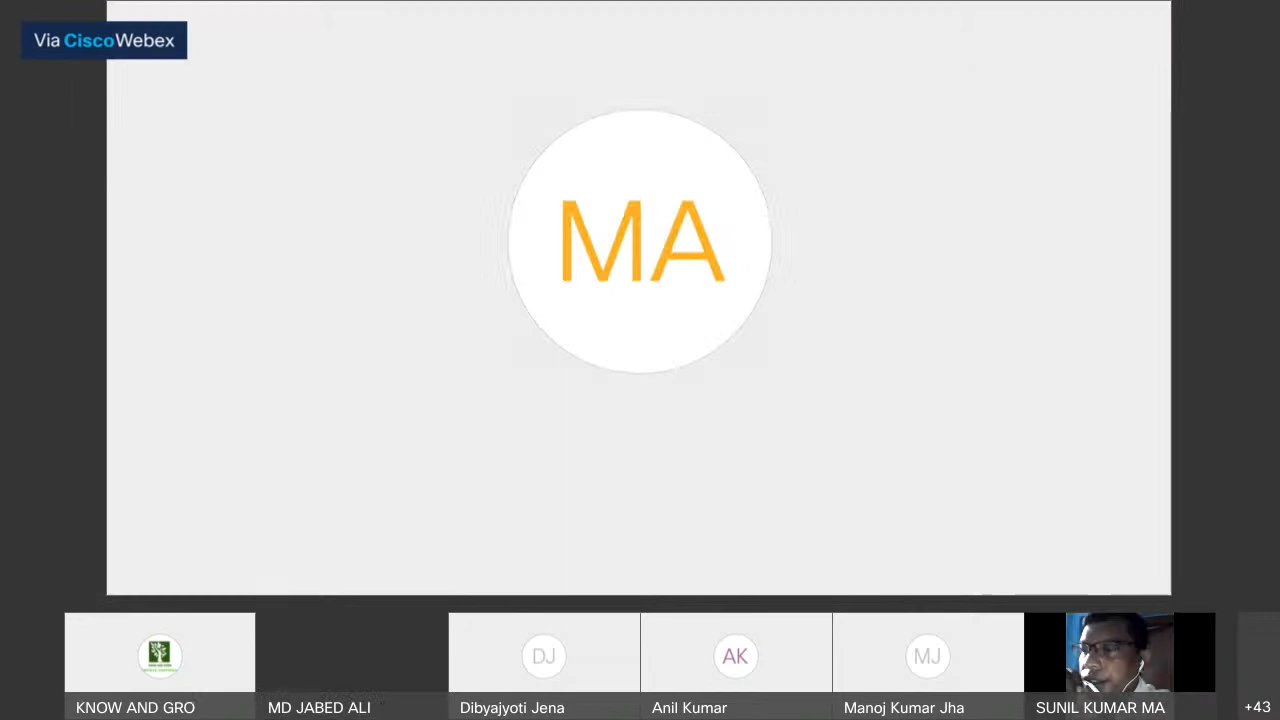 Via CiscoWebex
MA
DJ
AK
MJ
KNOW AND GRO
MD JABED ALI
Dibyajyoti Jena
Anil Kumar
Manoj Kumar Jha
SUNIL KUMAR MA
+43